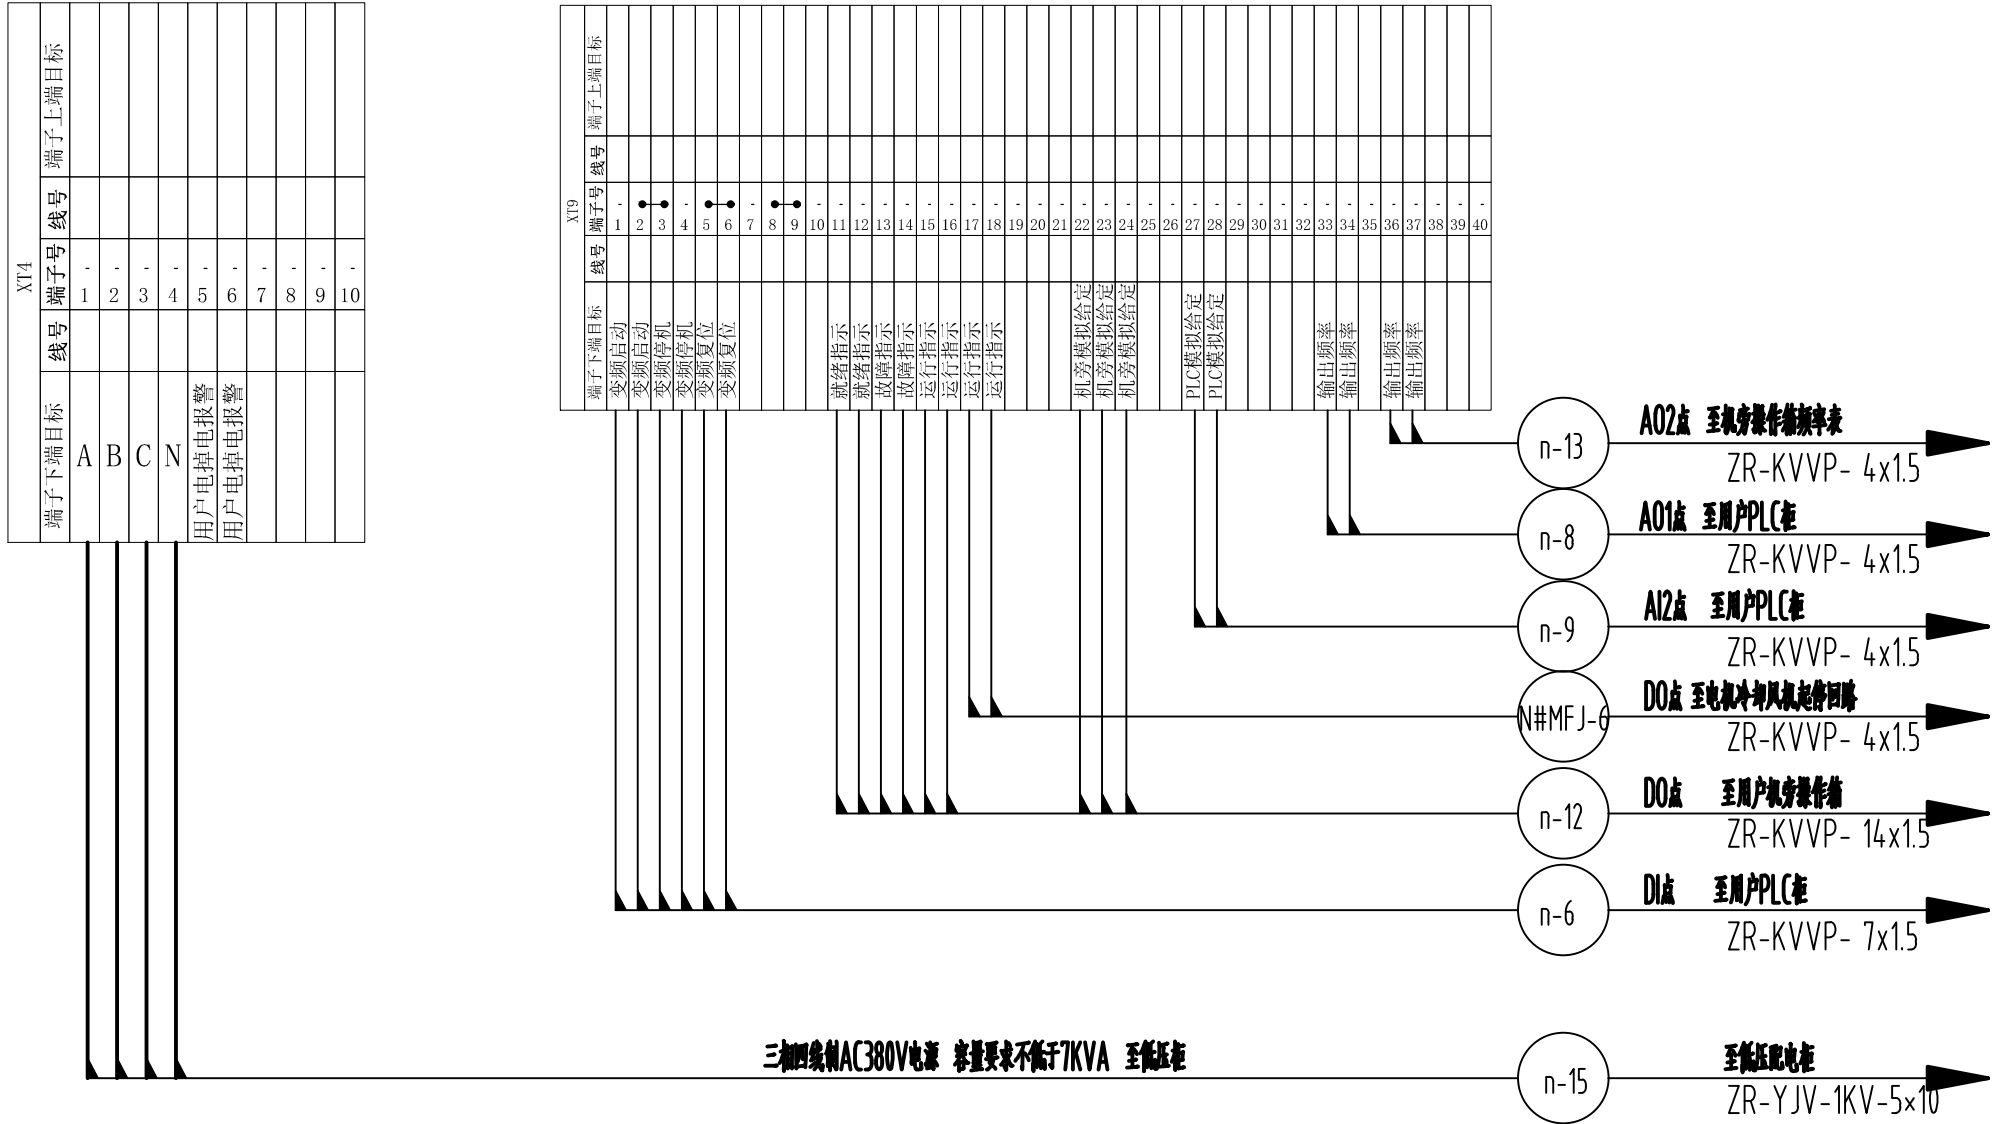 XT4
端子上端目标
线号
端子号 - - - - - - - - - -
1 2 3 4 5 6 7 8 9 10
线号
端子下端目标
A B C N
用户电掉电报警
用户电掉电报警
XT9
端子上端目标
线号
端子号 - - - - - - - - - - - - - - - - - - - - - - - - - - - - - - - - - -
1 2 3 4 5 6 7 8 9 10 11 12 13 14 15 16 17 18 19 20 21 22 23 24 25 26 27 28 29 30 31 32 33 34 35 36 37 38 39 40
线号
端子下端目标
变频启动
变频启动
变频停机
变频停机
变频复位
变频复位
就绪指示
就绪指示
故障指示
故障指示
运行指示
运行指示
运行指示
运行指示
机旁模拟给定
机旁模拟给定
机旁模拟给定
PLC模拟给定
PLC模拟给定
输出频率
输出频率
输出频率
输出频率
n-13 AO2点 至机旁操作箱频率表
ZR-KVVP- 4x1.5
n-8 AO1点 至用户PLC柜
ZR-KVVP- 4x1.5
n-9 AI2点 至用户PLC柜
ZR-KVVP- 4x1.5
N#MFJ-6 DO点 至电机冷却风机起停回路
ZR-KVVP- 4x1.5
n-12 DO点 至用户机旁操作箱
ZR-KVVP- 14x1.5
n-6 DI点 至用户PLC柜
ZR-KVVP- 7x1.5
三相四线制AC380V电源 容量要求不低于7KVA 至低压柜
n-15 至低压配电柜
ZR-YJV-1KV-5×10